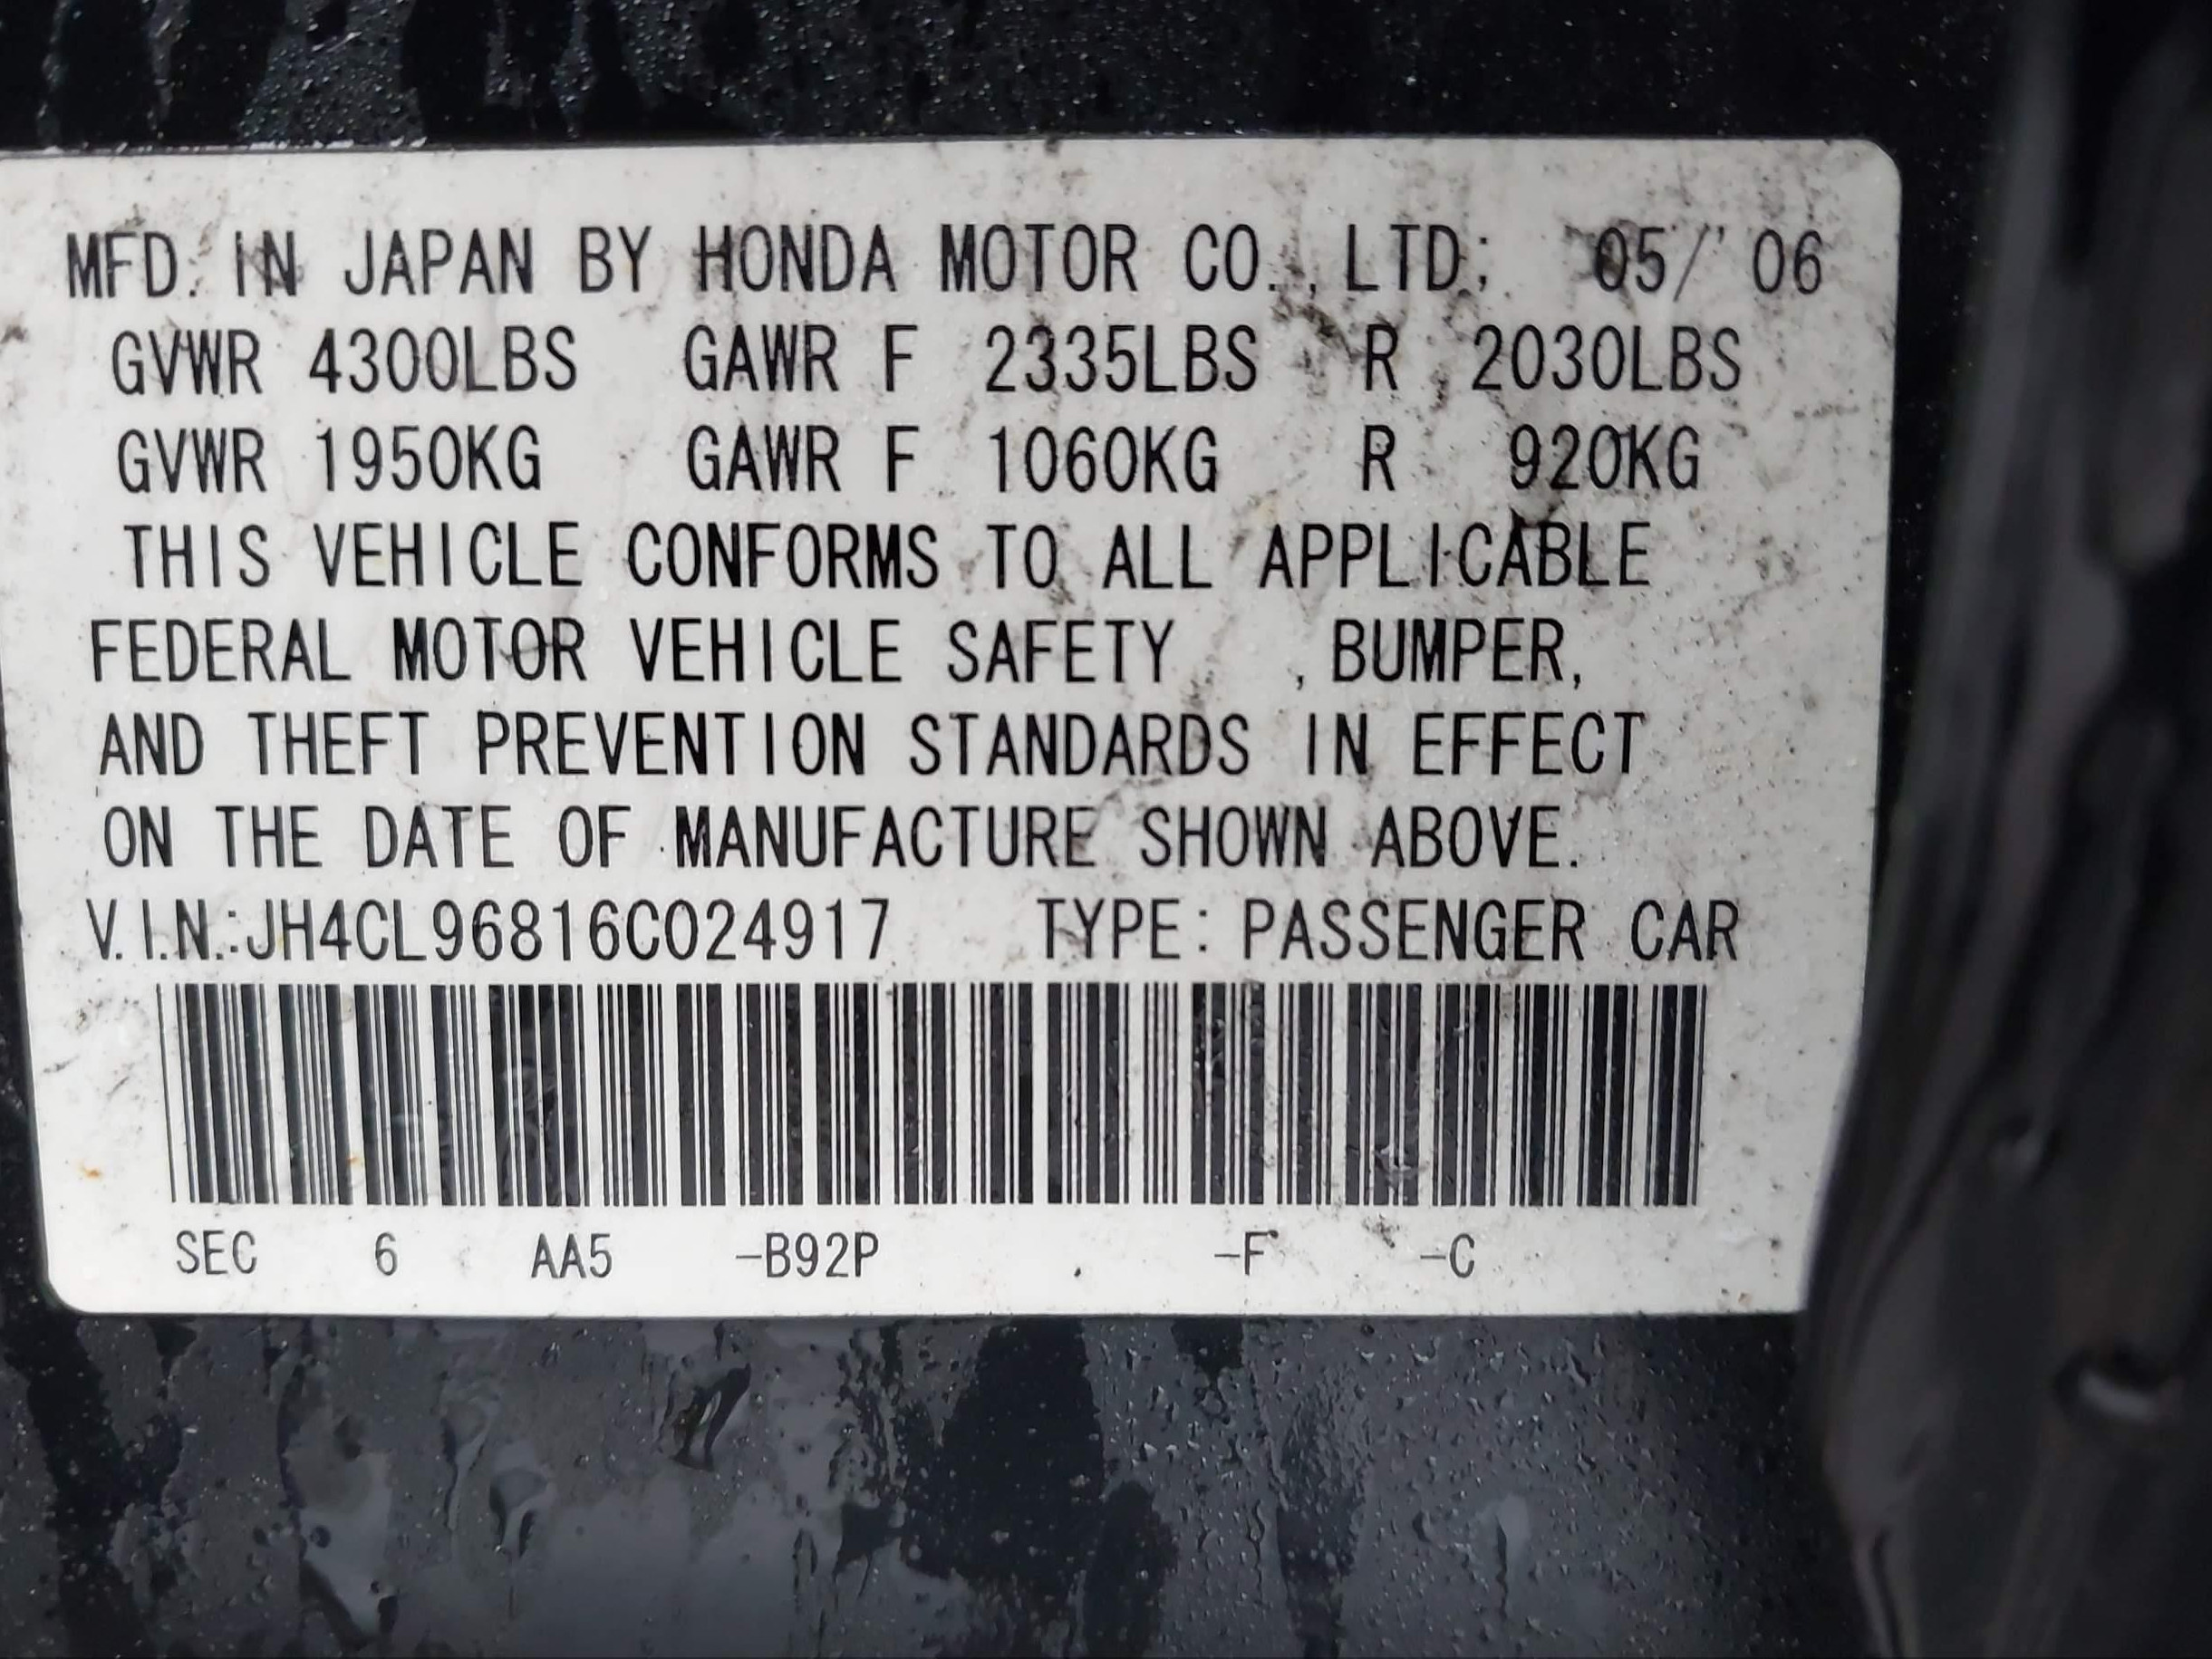 MFD. IN JAPAN BY HONDA MOTOR CO., LTD; 05/ 06
GVWR 4300LBS GAWR F 2335LBS R 2030LBS
GVWR 1950KG GAWR F 1060KG R 920KG
THIS VEHICLE CONFORMS TO ALL APPLICABLE
FEDERAL MOTOR VEHICLE SAFETY , BUMPER,
AND THEFT PREVENTION STANDARDS IN EFFECT
ON THE DATE OF MANUFACTURE SHOWN ABOVE.
V.I.N.:JH4CL96816C024917 TYPE: PASSENGER CAR
SEC 6 AA5 -B92P -F -C